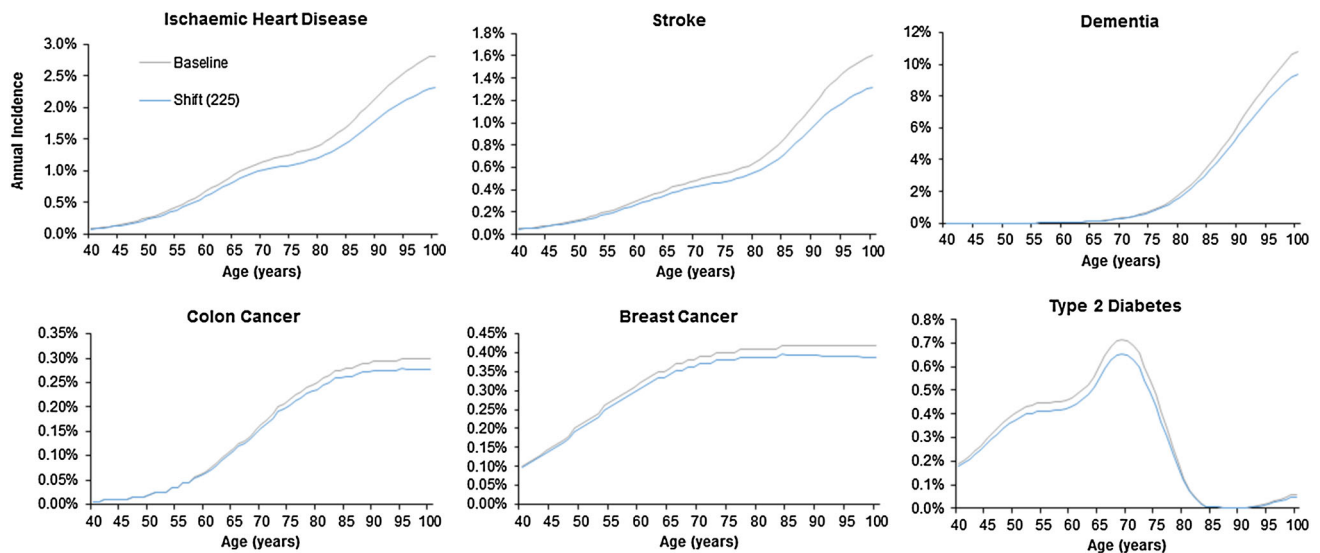 Ischaemic Heart Disease
Annual Incidence
3.0%
2.5%
2.0%
1.5%
1.0%
0.5%
0.0%
Baseline
Shift (225)
40 45 50 55 60 65 70 75 80 85 90 95 100
Age (years)
Stroke
1.8%
1.6%
1.4%
1.2%
1.0%
0.8%
0.6%
0.4%
0.2%
0.0%
40 45 50 55 60 65 70 75 80 85 90 95 100
Age (years)
Dementia
12%
10%
8%
6%
4%
2%
0%
40 45 50 55 60 65 70 75 80 85 90 95 100
Age (years)
Colon Cancer
0.35%
0.30%
0.25%
0.20%
0.15%
0.10%
0.05%
0.00%
40 45 50 55 60 65 70 75 80 85 90 95 100
Age (years)
Breast Cancer
0.45%
0.40%
0.35%
0.30%
0.25%
0.20%
0.15%
0.10%
0.05%
0.00%
40 45 50 55 60 65 70 75 80 85 90 95 100
Age (years)
Type 2 Diabetes
0.8%
0.7%
0.6%
0.5%
0.4%
0.3%
0.2%
0.1%
0.0%
40 45 50 55 60 65 70 75 80 85 90 95 100
Age (years)